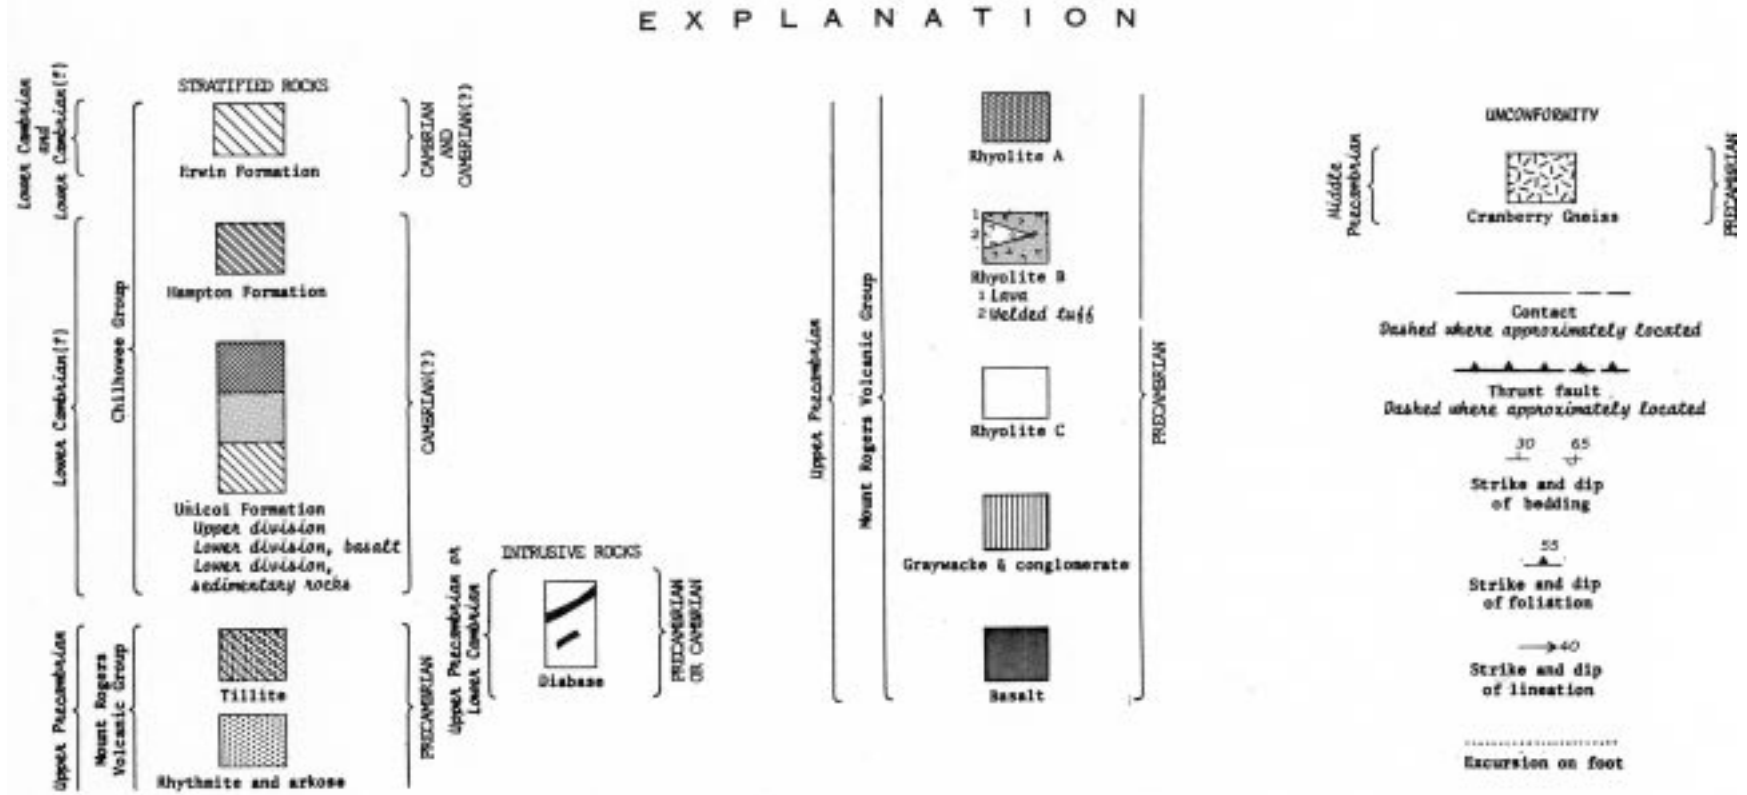 EXPLANATION
STRATIFIED ROCKS
Lower Cambrian
and
Lower Cambrian(?)
CAMBRIAN
AND
CAMBRIAN(?)
Erwin Formation
Hampton Formation
Chilhowee Group
Lower Cambrian(?)
CAMBRIAN(?)
Unicoi Formation
Upper division
Lower division, basalt
Lower division,
sedimentary rocks
Upper Precambrian
Mount Rogers
Volcanic Group
Tillite
Rhythmite and arkose
PRECAMBRIAN
INTRUSIVE ROCKS
Upper Precambrian or
Lower Cambrian
Diabase
PRECAMBRIAN
OR CAMBRIAN
Upper Precambrian
Mount Rogers Volcanic Group
Rhyolite A
1
2
Rhyolite B
1 Lava
2 Welded tuff
Rhyolite C
Graywacke & conglomerate
Basalt
PRECAMBRIAN
UNCONFORMITY
Middle
Precambrian
Cranberry Gneiss
PRECAMBRIAN
Contact
Dashed where approximately located
Thrust fault
Dashed where approximately located
30 65
Strike and dip
of bedding
55
Strike and dip
of foliation
40
Strike and dip
of lineation
Excursion on foot